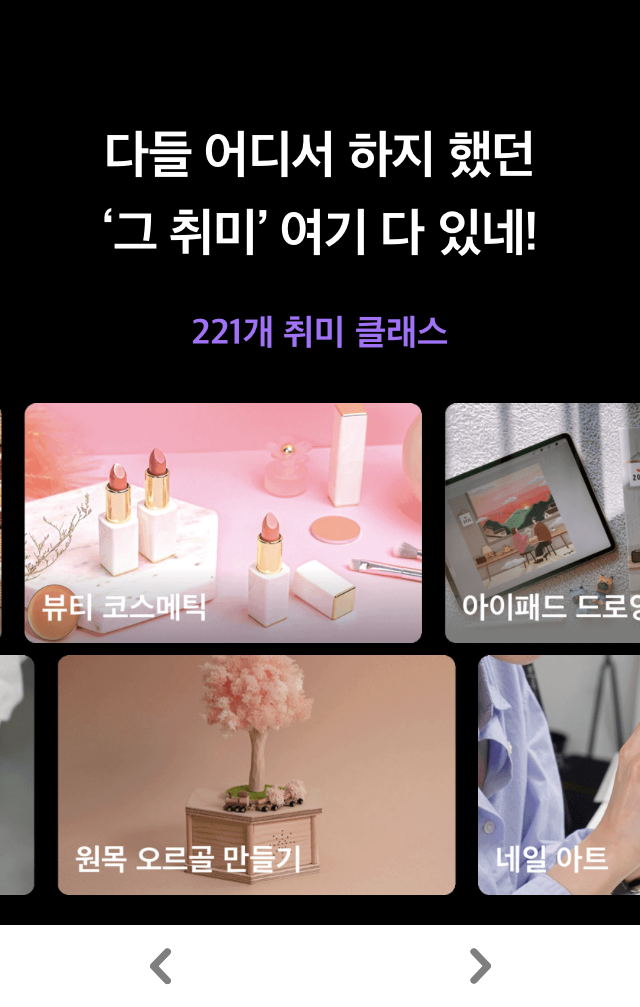 다들 어디서 하지 했던
‘그 취미’ 여기 다 있네!
221개 취미 클래스
뷰티 코스메틱
아이패드 드로잉
원목 오르골 만들기
네일 아트